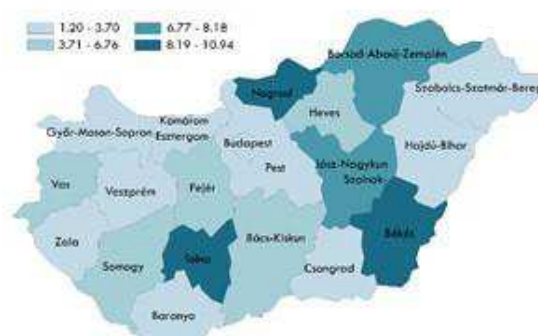 1.20 - 3.70
6.77 - 8.18
3.71 - 6.76
8.19 - 10.94
Borsod-Abaúj-Zemplén
Nograd
Szabolcs-Szatmár-Bereg
Heves
Komárom
Esztergom
Győr-Moson-Sopron
Budapest
Hajdú-Bihar
Pest
Jász-Nagykun
Szolnok
Vas
Veszprém
Fejér
Zala
Somogy
Tolna
Bács-Kiskun
Békés
Csongrad
Baranya